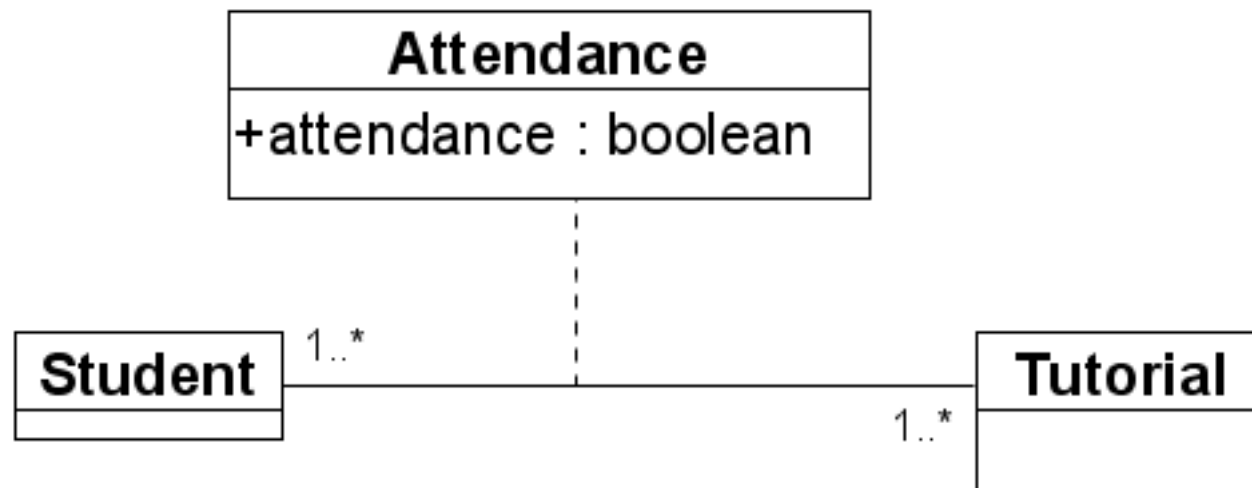 Attendance
+attendance : boolean
1..*
Student
Tutorial
1..*